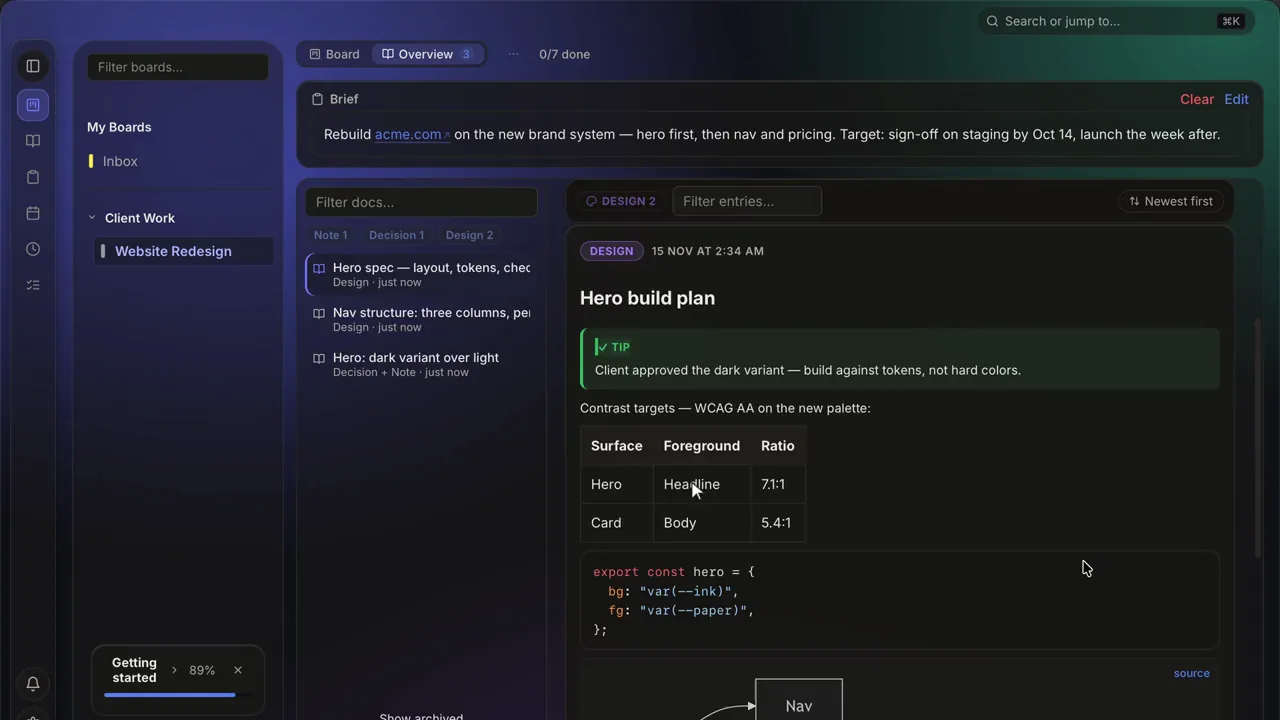 Search or jump to...
⌘K
Filter boards...
My Boards
Inbox
Client Work
Website Redesign
Getting started
89%
Board
Overview 3
···
0/7 done
Brief
Clear
Edit
Rebuild acme.com on the new brand system — hero first, then nav and pricing. Target: sign-off on staging by Oct 14, launch the week after.
Filter docs...
Note 1
Decision 1
Design 2
Hero spec — layout, tokens,
Design · just now
Nav structure: three columns,
Design · just now
Hero: dark variant over light
Decision + Note · just now
Show archived
DESIGN 2
Filter entries...
Newest first
DESIGN
15 NOV AT 2:34 AM
Hero build plan
TIP
Client approved the dark variant — build against tokens, not hard colors.
Contrast targets — WCAG AA on the new palette:
Surface Foreground Ratio
Hero Headline 7.1:1
Card Body 5.4:1
export const hero = {
bg: "var(--ink)",
fg: "var(--paper)",
};
source
Nav